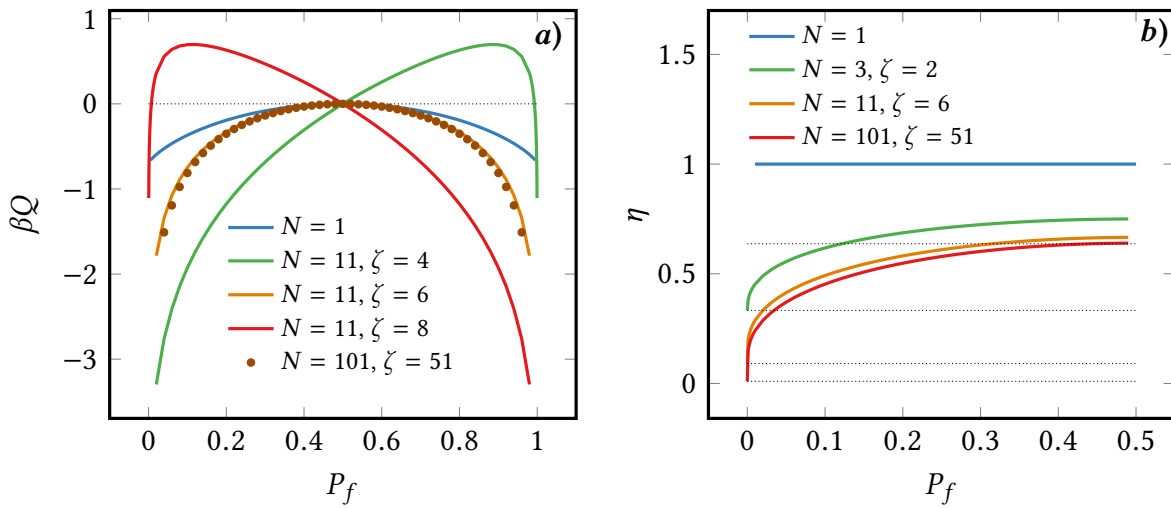 a)
1
0
−1
−2
−3
βQ
N = 1
N = 11, ζ = 4
N = 11, ζ = 6
N = 11, ζ = 8
N = 101, ζ = 51
0 0.2 0.4 0.6 0.8 1
P_f
b)
1.5
1
0.5
0
η
N = 1
N = 3, ζ = 2
N = 11, ζ = 6
N = 101, ζ = 51
0 0.1 0.2 0.3 0.4 0.5
P_f